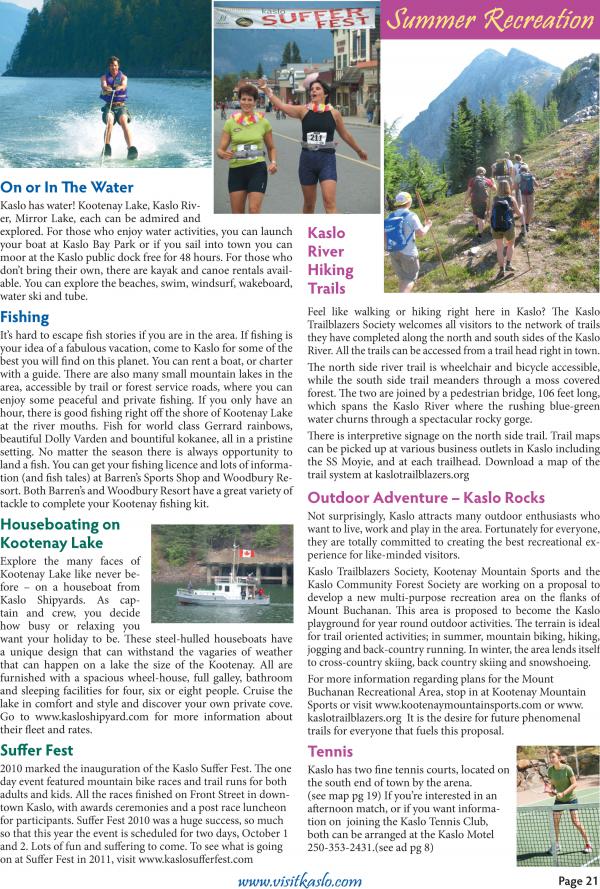 kaslo
SUFFER
FEST
211
Summer Recreation
On or In The Water
Kaslo has water! Kootenay Lake, Kaslo Riv-
er, Mirror Lake, each can be admired and
explored. For those who enjoy water activities, you can launch
your boat at Kaslo Bay Park or if you sail into town you can
moor at the Kaslo public dock free for 48 hours. For those who
don't bring their own, there are kayak and canoe rentals avail-
able. You can explore the beaches, swim, windsurf, wakeboard,
water ski and tube.
Fishing
It's hard to escape fish stories if you are in the area. If fishing is
your idea of a fabulous vacation, come to Kaslo for some of the
best you will find on this planet. You can rent a boat, or charter
with a guide. There are also many small mountain lakes in the
area, accessible by trail or forest service roads, where you can
enjoy some peaceful and private fishing. If you only have an
hour, there is good fishing right off the shore of Kootenay Lake
at the river mouths. Fish for world class Gerrard rainbows,
beautiful Dolly Varden and bountiful kokanee, all in a pristine
setting. No matter the season there is always opportunity to
land a fish. You can get your fishing licence and lots of informa-
tion (and fish tales) at Barren's Sports Shop and Woodbury Re-
sort. Both Barren's and Woodbury Resort have a great variety of
tackle to complete your Kootenay fishing kit.
Houseboating on
Kootenay Lake
Explore the many faces of
Kootenay Lake like never be-
fore – on a houseboat from
Kaslo Shipyards. As cap-
tain and crew, you decide
how busy or relaxing you
want your holiday to be. These steel-hulled houseboats have
a unique design that can withstand the vagaries of weather
that can happen on a lake the size of the Kootenay. All are
furnished with a spacious wheel-house, full galley, bathroom
and sleeping facilities for four, six or eight people. Cruise the
lake in comfort and style and discover your own private cove.
Go to www.kasloshipyard.com for more information about
their fleet and rates.
Suffer Fest
2010 marked the inauguration of the Kaslo Suffer Fest. The one
day event featured mountain bike races and trail runs for both
adults and kids. All the races finished on Front Street in down-
town Kaslo, with awards ceremonies and a post race luncheon
for participants. Suffer Fest 2010 was a huge success, so much
so that this year the event is scheduled for two days, October 1
and 2. Lots of fun and suffering to come. To see what is going
on at Suffer Fest in 2011, visit www.kaslosufferfest.com
Kaslo
River
Hiking
Trails
Feel like walking or hiking right here in Kaslo? The Kaslo
Trailblazers Society welcomes all visitors to the network of trails
they have completed along the north and south sides of the Kaslo
River. All the trails can be accessed from a trail head right in town.
The north side river trail is wheelchair and bicycle accessible,
while the south side trail meanders through a moss covered
forest. The two are joined by a pedestrian bridge, 106 feet long,
which spans the Kaslo River where the rushing blue-green
water churns through a spectacular rocky gorge.
There is interpretive signage on the north side trail. Trail maps
can be picked up at various business outlets in Kaslo including
the SS Moyie, and at each trailhead. Download a map of the
trail system at kaslotrailblazers.org
Outdoor Adventure – Kaslo Rocks
Not surprisingly, Kaslo attracts many outdoor enthusiasts who
want to live, work and play in the area. Fortunately for everyone,
they are totally committed to creating the best recreational ex-
perience for like-minded visitors.
Kaslo Trailblazers Society, Kootenay Mountain Sports and the
Kaslo Community Forest Society are working on a proposal to
develop a new multi-purpose recreation area on the flanks of
Mount Buchanan. This area is proposed to become the Kaslo
playground for year round outdoor activities. The terrain is ideal
for trail oriented activities; in summer, mountain biking, hiking,
jogging and back-country running. In winter, the area lends itself
to cross-country skiing, back country skiing and snowshoeing.
For more information regarding plans for the Mount
Buchanan Recreational Area, stop in at Kootenay Mountain
Sports or visit www.kootenaymountainsports.com or www.
kaslotrailblazers.org It is the desire for future phenomenal
trails for everyone that fuels this proposal.
Tennis
Kaslo has two fine tennis courts, located on
the south end of town by the arena.
(see map pg 19) If you're interested in an
afternoon match, or if you want informa-
tion on joining the Kaslo Tennis Club,
both can be arranged at the Kaslo Motel
250-353-2431.(see ad pg 8)
www.visitkaslo.com
Page 21